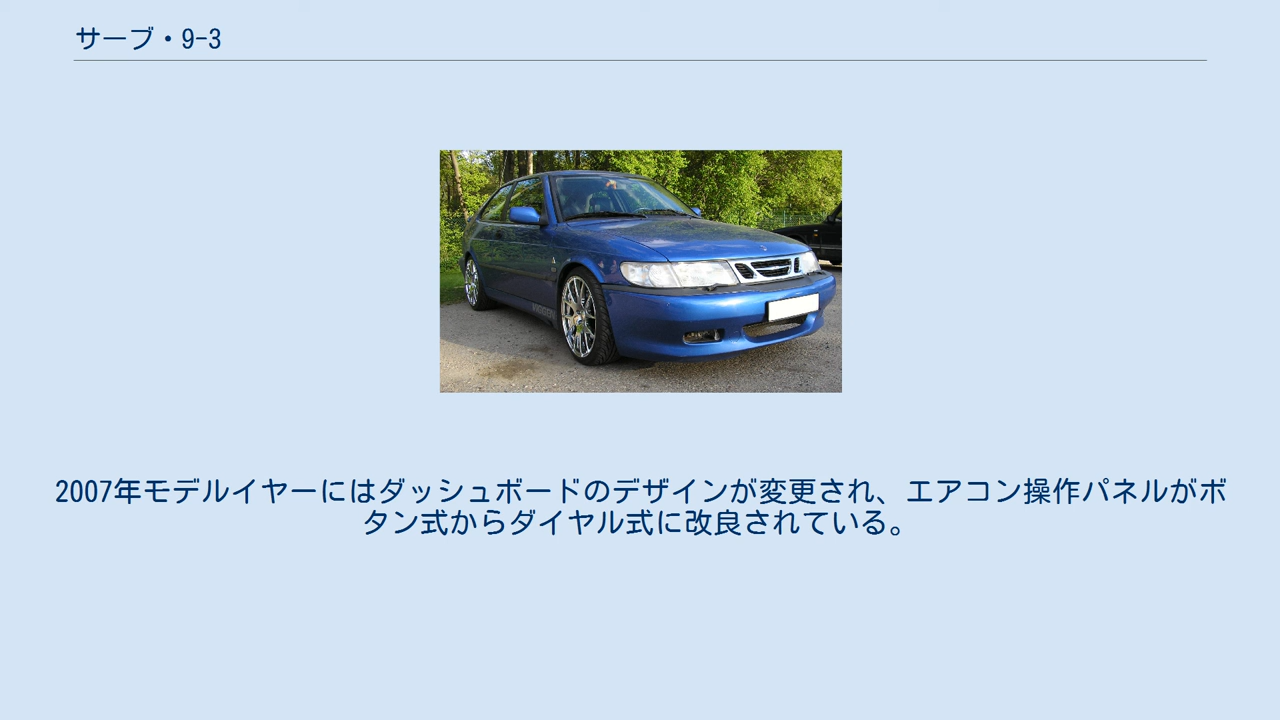 サーブ・9-3
2007年モデルイヤーにはダッシュボードのデザインが変更され、エアコン操作パネルがボ
タン式からダイヤル式に改良されている。